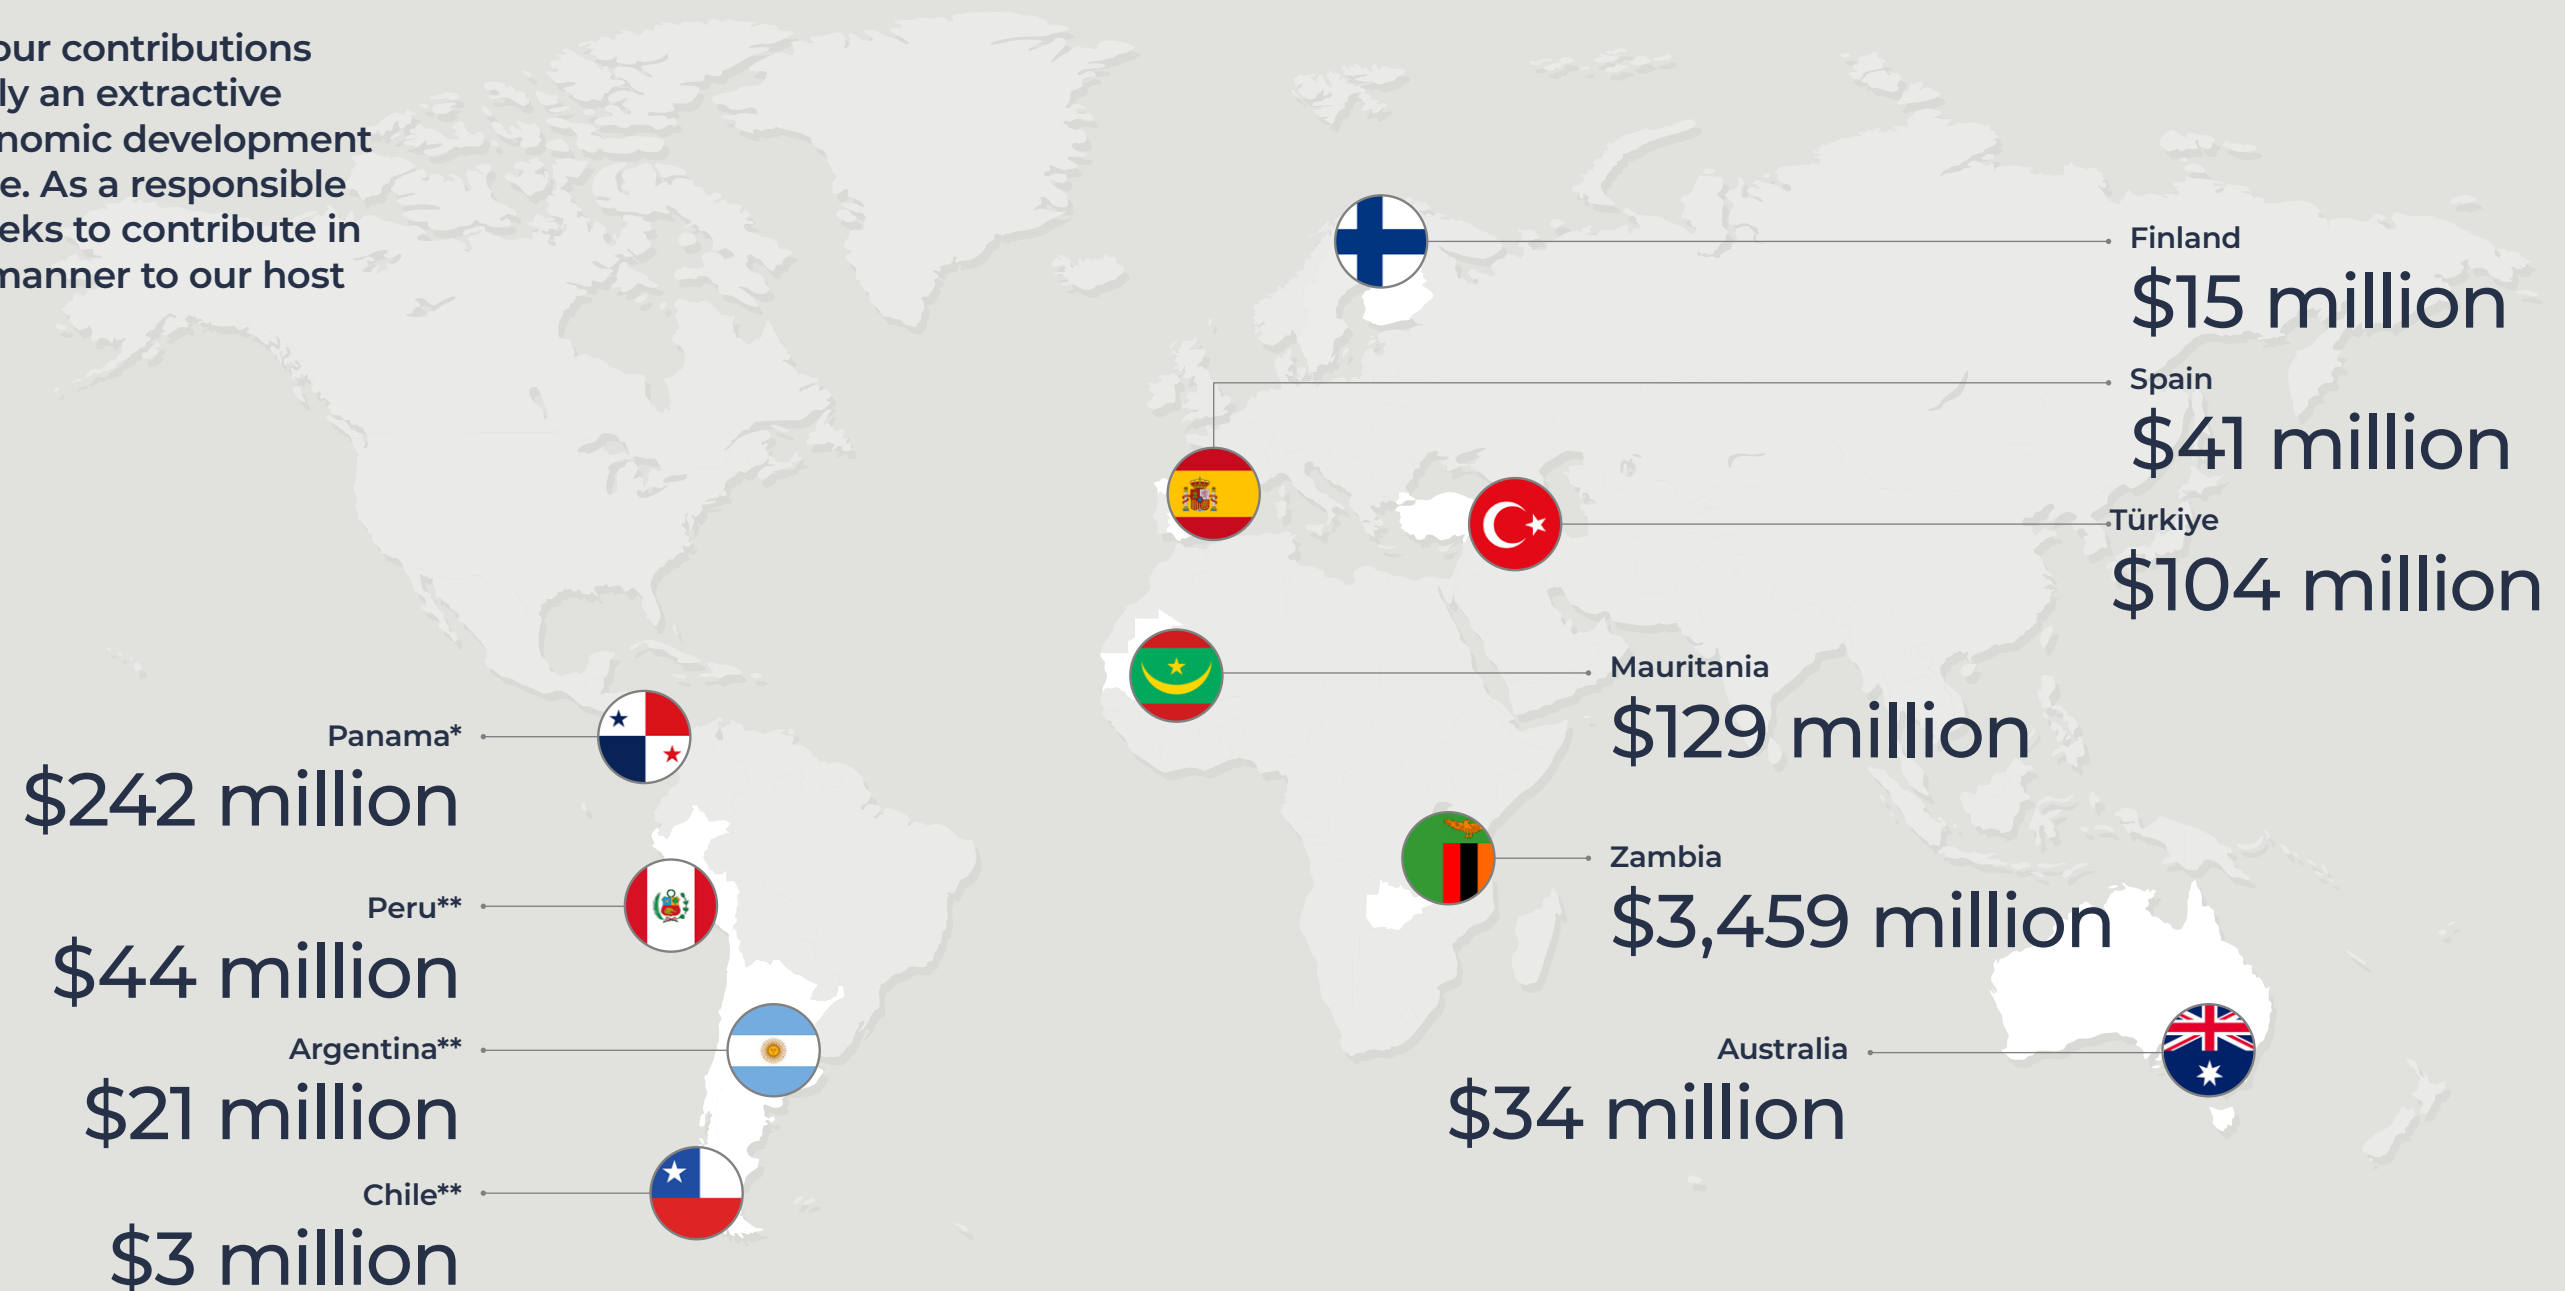 our contributions
ly an extractive
nomic development
e. As a responsible
eks to contribute in
manner to our host
Finland
$15 million
Spain
$41 million
Türkiye
$104 million
Mauritania
$129 million
Panama*
$242 million
Zambia
$3,459 million
Peru**
$44 million
Argentina**
$21 million
Australia
$34 million
Chile**
$3 million